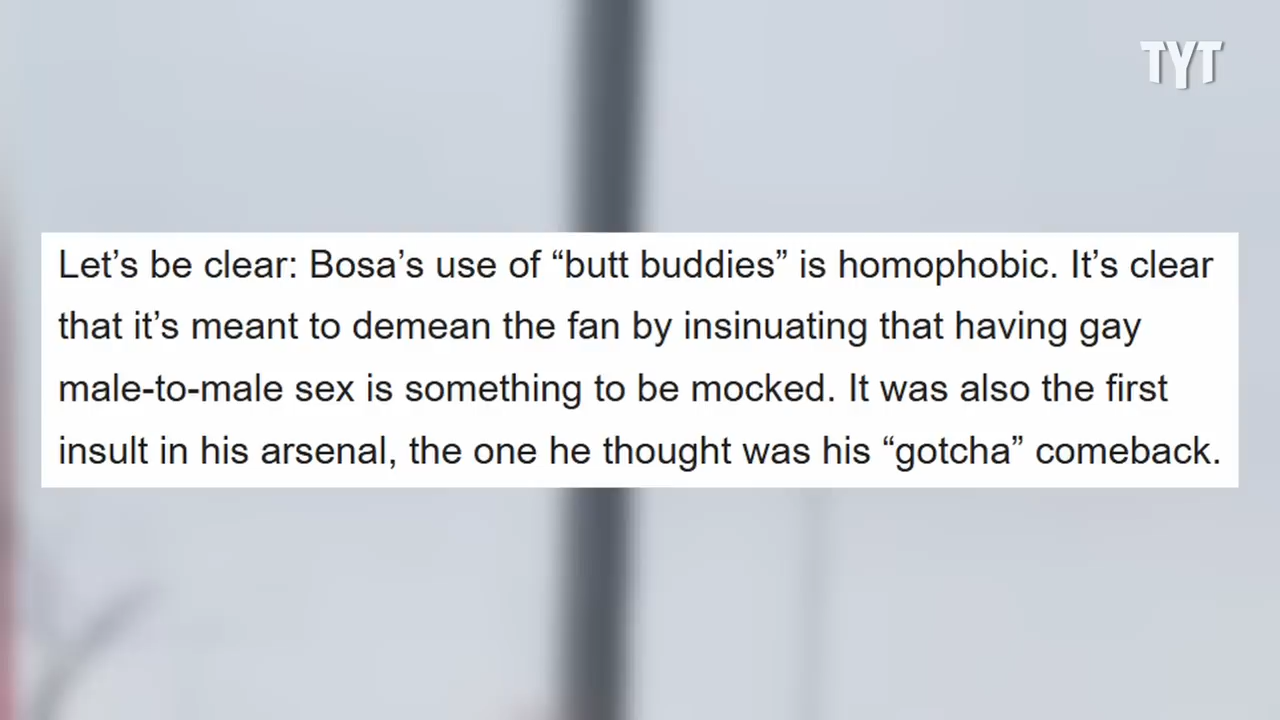 TYT
Let’s be clear: Bosa’s use of “butt buddies” is homophobic. It’s clear
that it’s meant to demean the fan by insinuating that having gay
male-to-male sex is something to be mocked. It was also the first
insult in his arsenal, the one he thought was his “gotcha” comeback.